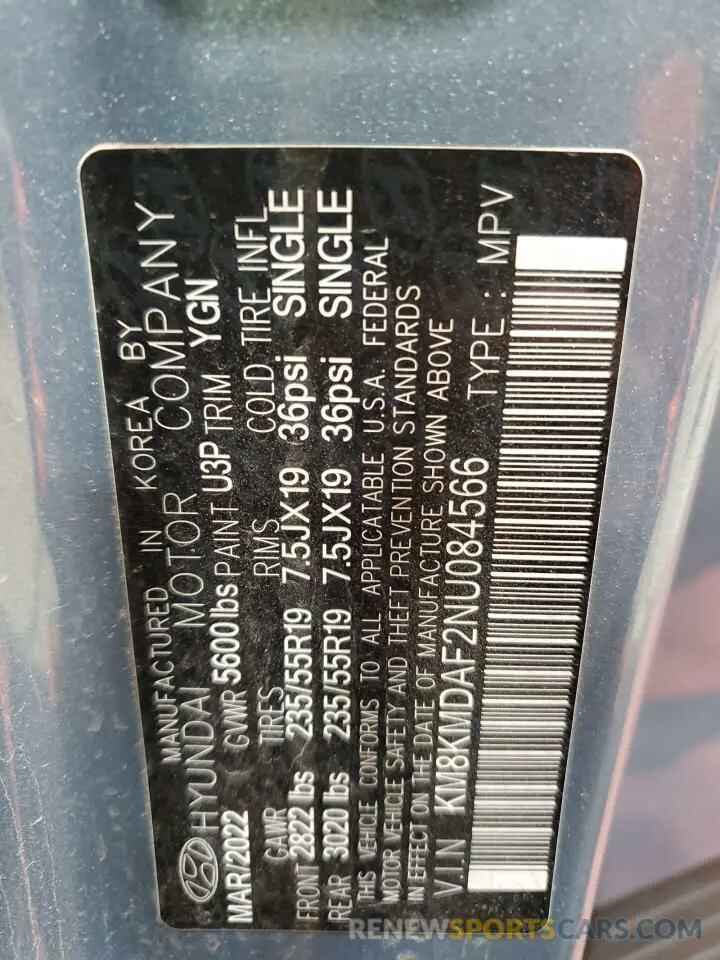 MANUFACTURED IN KOREA BY
HYUNDAI MOTOR COMPANY
MAR/2022 GVWR 5600 lbs PAINT U3P TRIM YGN
GAWR TIRES RIMS COLD TIRE INFL
FRONT 2822 lbs 235/55R19 7.5JX19 36psi SINGLE
REAR 3020 lbs 235/55R19 7.5JX19 36psi SINGLE
THIS VEHICLE CONFORMS TO ALL APPLICATABLE U.S.A. FEDERAL
MOTOR VEHICLE SAFETY AND THEFT PREVENTION STANDARDS
IN EFFECT ON THE DATE OF MANUFACTURE SHOWN ABOVE
V.I.N KM8KMDAF2NU084566 TYPE : MPV
RENEWSPORTSCARS.COM